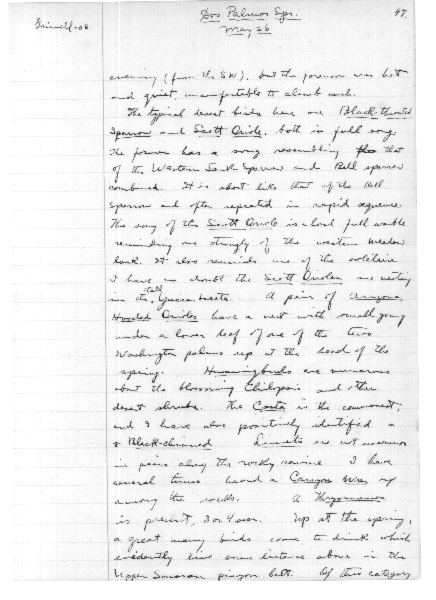 Grinnell-08
Dos Palmos Spr.
47.
May 26
evening (from the SW), but the forenoon was hot
and quiet, uncomfortable to climb much.
The typical desert birds here are Black-throated
Sparrow and Scott Oriole, both in full song.
The former has a song resembling that
of the Western Lark Sparrow and Bell sparrow
combined. It is about like that of the Bell
Sparrow and often repeated in rapid sequence.
The song of the Scott Oriole is a loud full warble
reminding one strongly of the western meadow
lark. It also reminds one of the solitaire.
I have no doubt the Scott Orioles are nesting
in the tall Yucca
A pair of Arizona
Hooded Orioles have a nest with small young
under a lower leaf of one of the two
Washington palms up at the head of the
spring. Hummingbirds are numerous
about the blossoming Chilopsis and other
desert shrubs. The Costa is the commonest,
and I have also positively identified a
♂ Black-chinned Linnets are not uncommon
in pairs along the rocky ravine I have
several times heard a Canyon Wren up
among the rocks. A Thryomanes
is present, 3 or 4 seen. Up at the spring,
a great many birds come to drink which
evidently live some distance above in the
Upper Sonoran pinyon belt. Of this category